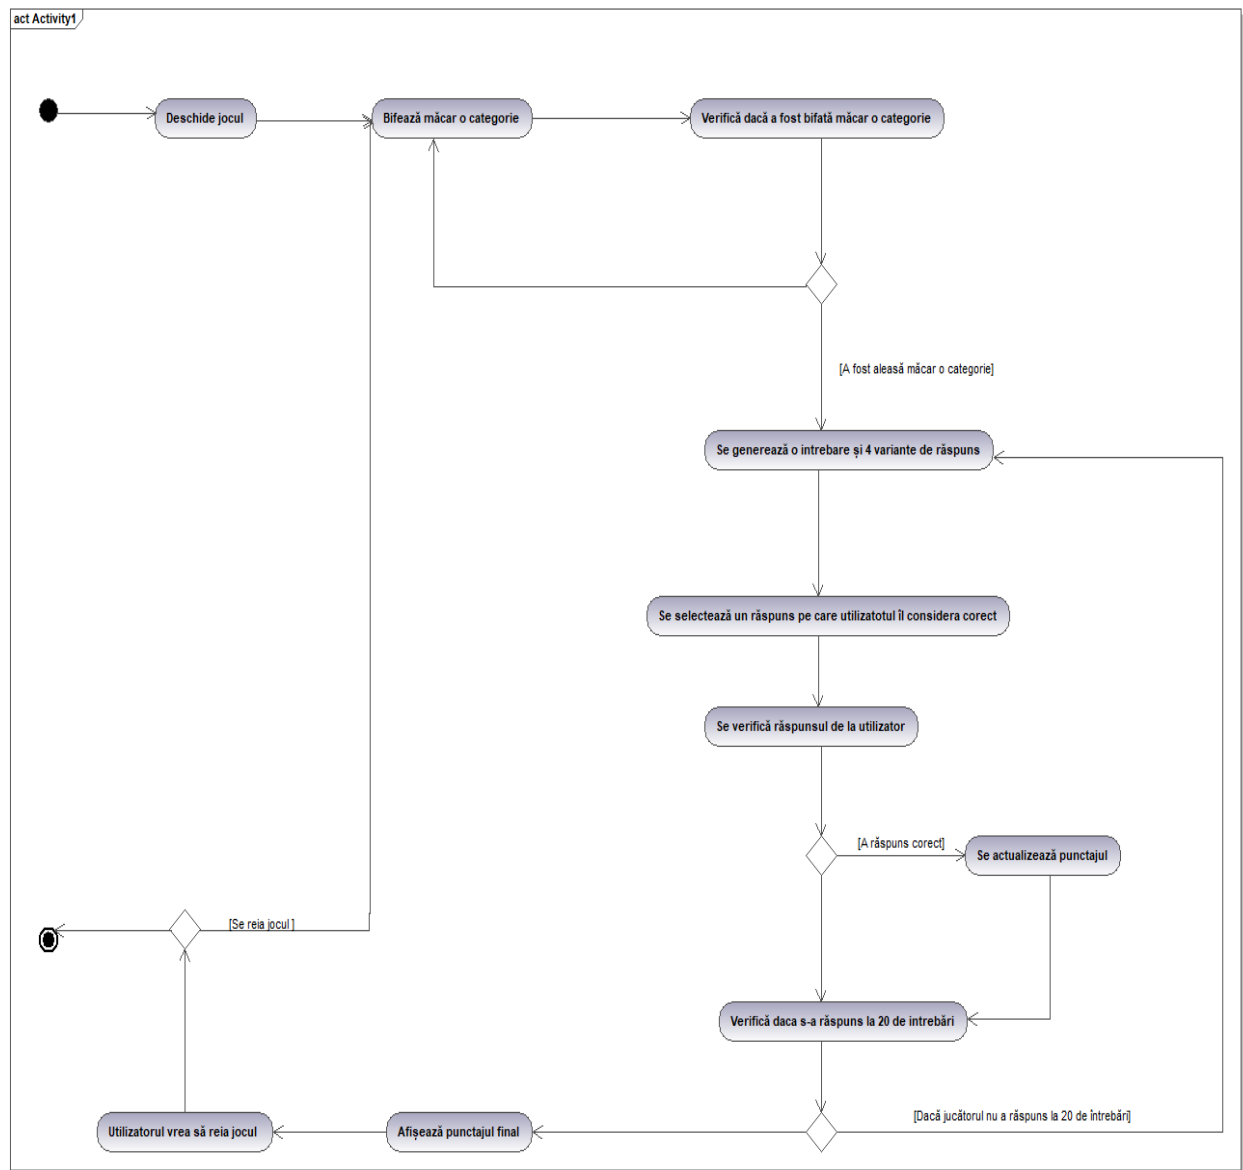 act Activity1
Deschide jocul
Bifează măcar o categorie
Verifică dacă a fost bifată măcar o categorie
[A fost aleasă măcar o categorie]
Se generează o intrebare și 4 variante de răspuns
Se selectează un răspuns pe care utilizatotul îl considera corect
Se verifică răspunsul de la utilizator
[A răspuns corect]
Se actualizează punctajul
[Se reia jocul ]
Verifică daca s-a răspuns la 20 de intrebări
[Dacă jucătorul nu a răspuns la 20 de întrebări]
Afișează punctajul final
Utilizatorul vrea să reia jocul